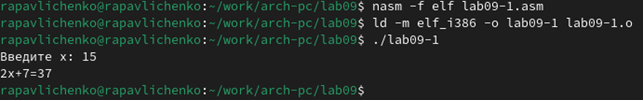 rapavlichenko@rapavlichenko:~/work/arch-pc/lab09$ nasm -f elf lab09-1.asm
rapavlichenko@rapavlichenko:~/work/arch-pc/lab09$ ld -m elf_i386 -o lab09-1 lab09-1.o
rapavlichenko@rapavlichenko:~/work/arch-pc/lab09$ ./lab09-1
Введите x: 15
2x+7=37
rapavlichenko@rapavlichenko:~/work/arch-pc/lab09$